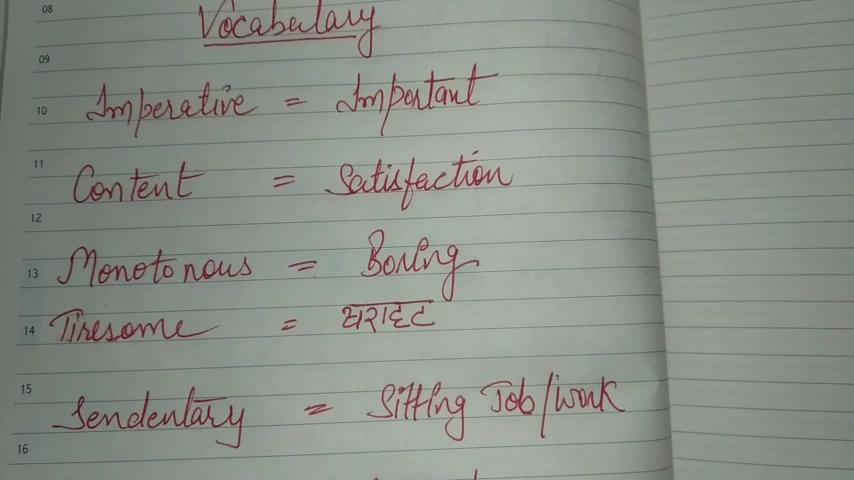 08
Vocabulary
09
10 Imperative = Important
11
Content = Satisfaction
12
13 Monotonous = Boring
14 Tiresome =
15
Sendentary = Sitting Job/work
16